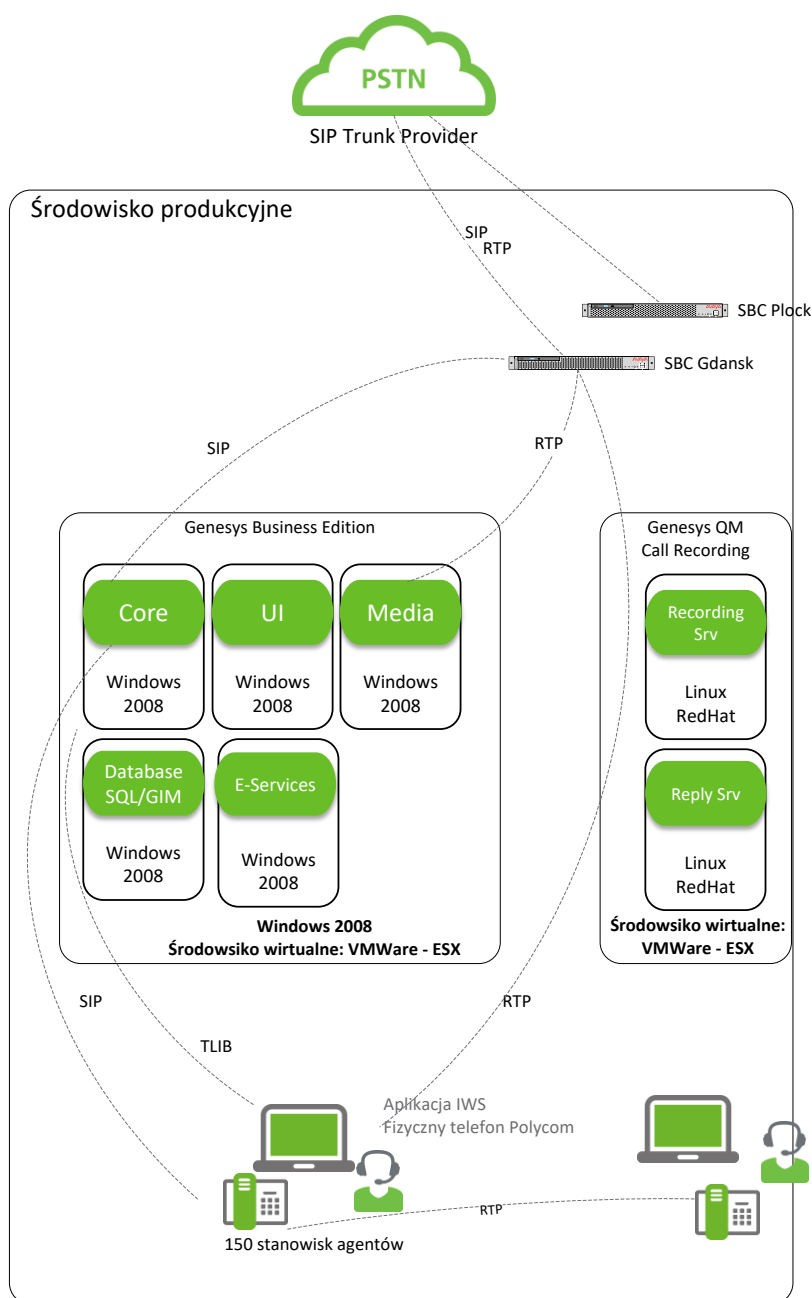 PSTN
SIP Trunk Provider
Środowisko produkcyjne
SIP
RTP
SBC Plock
SBC Gdansk
SIP
RTP
Genesys Business Edition
Genesys QM
Call Recording
Core
UI
Media
Recording
Srv
Windows
2008
Windows
2008
Windows
2008
Linux
RedHat
Database
SQL/GIM
E-Services
Reply Srv
Windows
2008
Windows
2008
Linux
RedHat
Windows 2008
Środowsiko wirtualne: VMWare - ESX
Środowsiko wirtualne:
VMWare - ESX
SIP
RTP
TLIB
Aplikacja IWS
Fizyczny telefon Polycom
RTP
150 stanowisk agentów